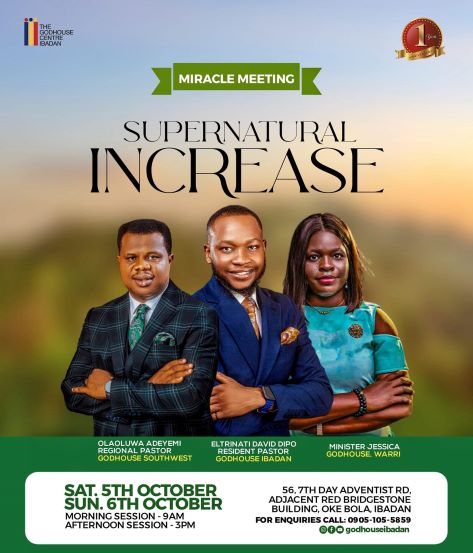 THE
GODHOUSE
CENTRE
IBADAN
1
MIRACLE MEETING
SUPERNATURAL
INCREASE
OLAOLUWA ADEYEMI
REGIONAL PASTOR
GODHOUSE SOUTHWEST
ELTRINATI DAVID DIPO
RESIDENT PASTOR
GODHOUSE IBADAN
MINISTER JESSICA
GODHOUSE, WARRI
SAT. 5TH OCTOBER
SUN. 6TH OCTOBER
MORNING SESSION - 9AM
AFTERNOON SESSION - 3PM
56, 7TH DAY ADVENTIST RD,
ADJACENT RED BRIDGESTONE
BUILDING, OKE BOLA, IBADAN
FOR ENQUIRIES CALL: 0905-105-5859
godhouseibadan